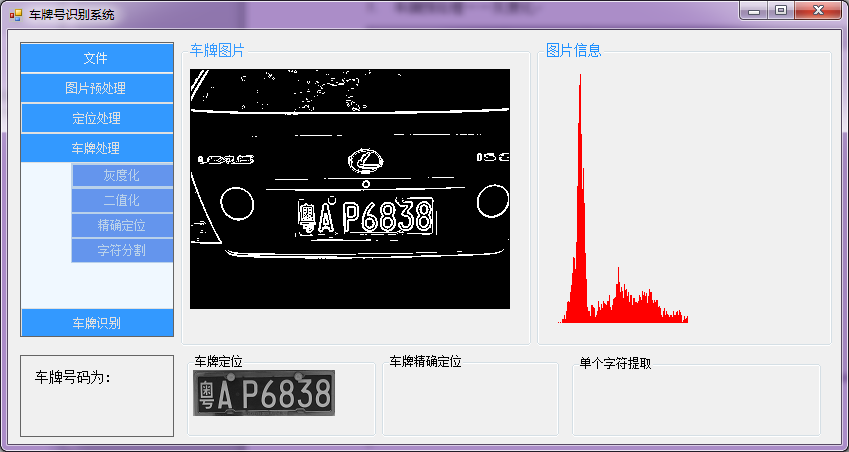 车牌号识别系统
文件
图片预处理
定位处理
车牌处理
灰度化
二值化
精确定位
字符分割
车牌识别
车牌图片
粤A P6838
图片信息
车牌号码为:
车牌定位
粤A P6838
车牌精确定位
单个字符提取